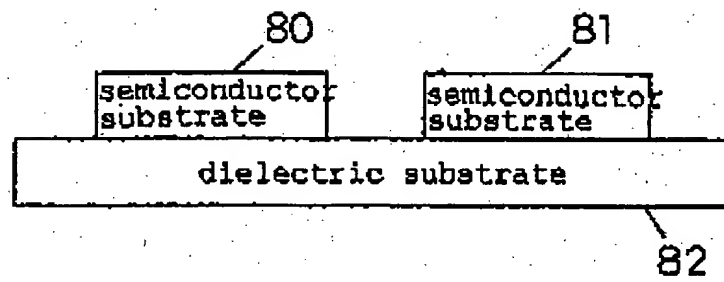 80
81
semiconductor
substrate
semiconductor
substrate
dielectric substrate
82